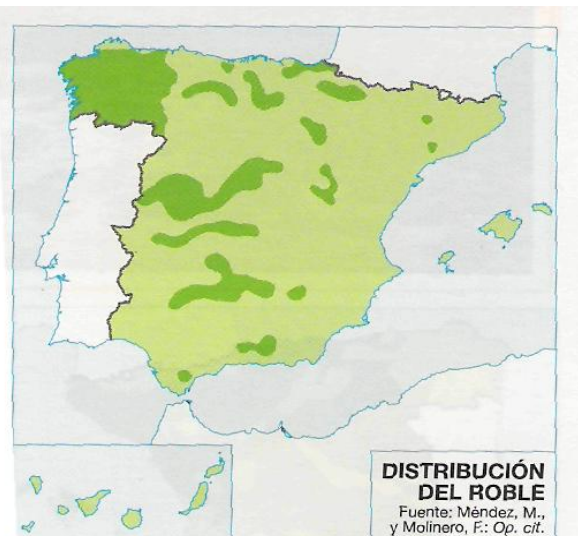 DISTRIBUCIÓN
DEL ROBLE
Fuente: Méndez, M.,
y Molinero, F.: Op. cit.